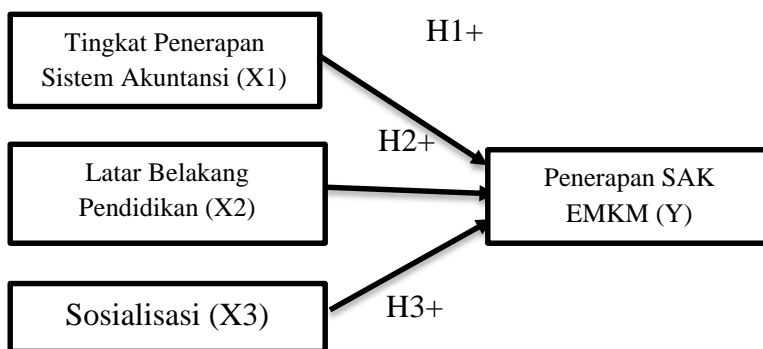 H1+
Tingkat Penerapan
Sistem Akuntansi (X1)
H2+
Latar Belakang
Pendidikan (X2)
Penerapan SAK
EMKM (Y)
Sosialisasi (X3)
H3+